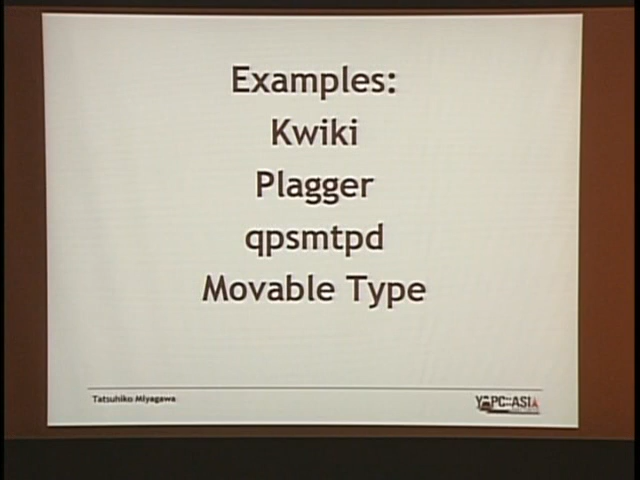 Examples:
Kwiki
Plagger
qpsmtpd
Movable Type
Tatsuhiko Miyagawa
YAPC::ASIA